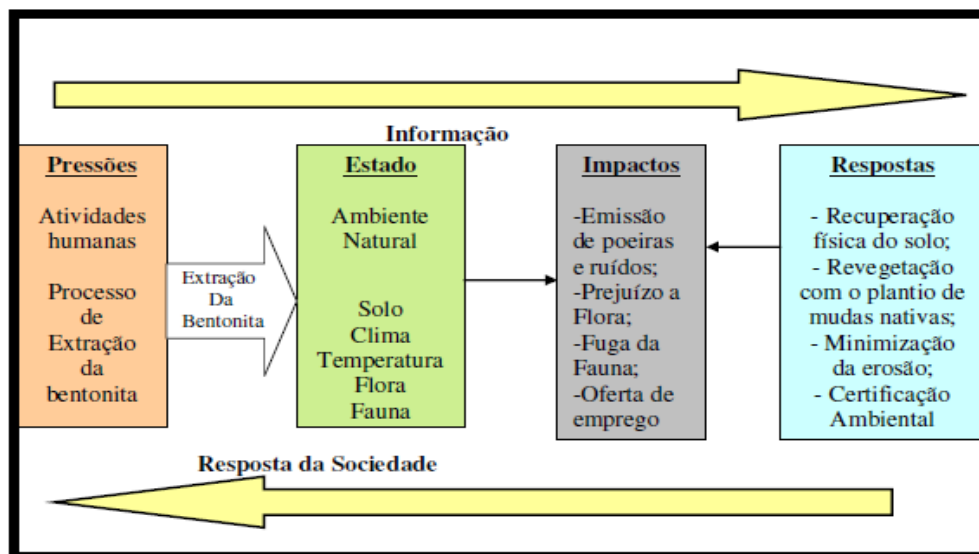 Informação
Pressões
Atividades
humanas
Processo
de
Extração
da
bentonita
Extração
Da
Bentonita
Estado
Ambiente
Natural
Solo
Clima
Temperatura
Flora
Fauna
Impactos
-Emissão
de poeiras
e ruídos;
-Prejuízo a
Flora;
-Fuga da
Fauna;
-Oferta de
emprego
Respostas
- Recuperação
física do solo;
- Revegetação
com o plantio de
mudas nativas;
- Minimização
da erosão;
- Certificação
Ambiental
Resposta da Sociedade